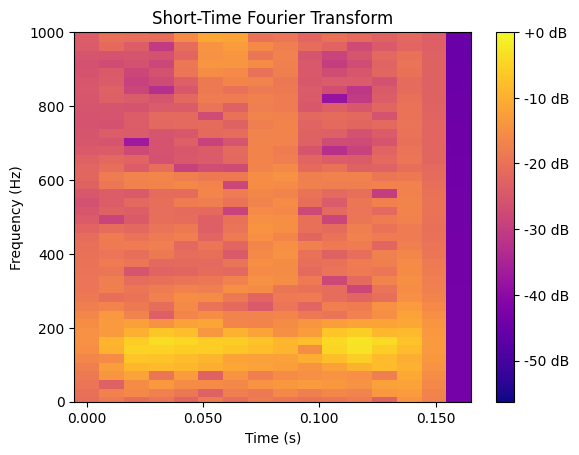 Short-Time Fourier Transform
1000
800
600
400
200
0
Frequency (Hz)
0.000
0.050
0.100
0.150
Time (s)
+0 dB
-10 dB
-20 dB
-30 dB
-40 dB
-50 dB